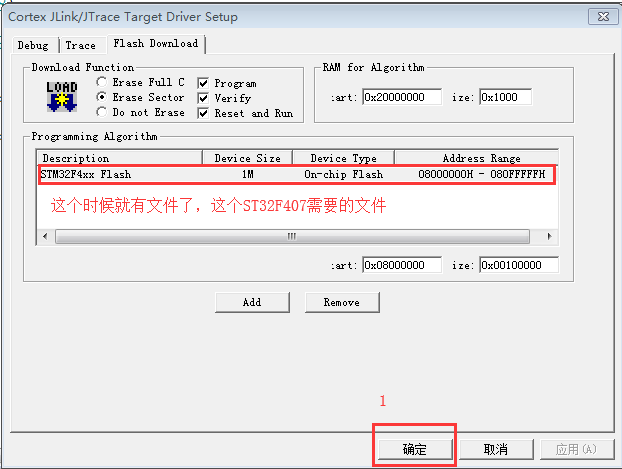 Cortex JLink/JTrace Target Driver Setup
Debug Trace Flash Download
Download Function
LOAD
Erase Full C
Erase Sector
Do not Erase
Program
Verify
Reset and Run
RAM for Algorithm
:art: 0x20000000 ize: 0x1000
Programming Algorithm
Description Device Size Device Type Address Range
STM32F4xx Flash 1M On-chip Flash 08000000H - 080FFFFFH
这个时候就有文件了，这个ST32F407需要的文件
:art: 0x08000000 ize: 0x00100000
Add Remove
1
确定 取消 应用(A)